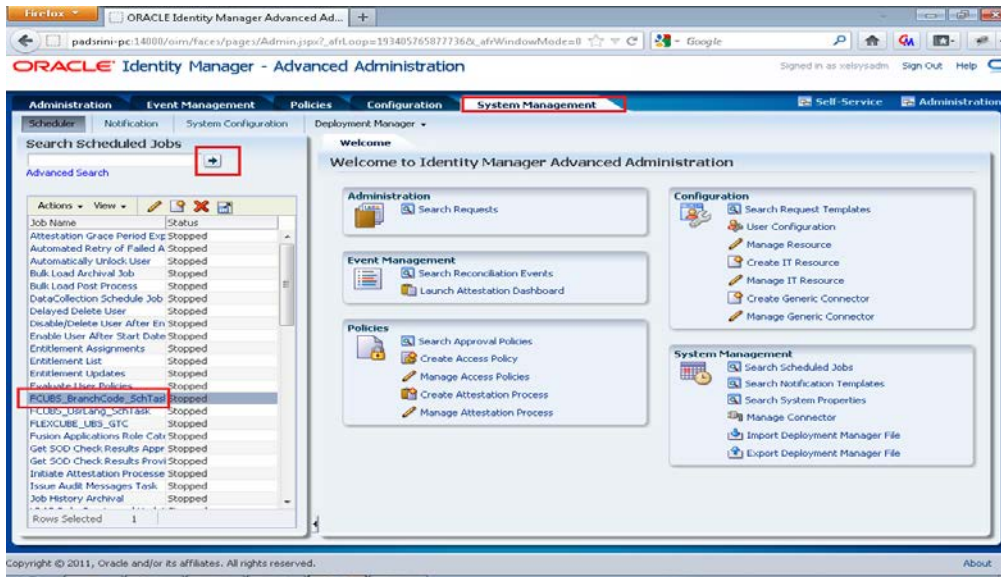 Firefox
ORACLE Identity Manager Advanced Ad...
padsrini-pc:14000/oim/faces/pages/Admin.jspx?_afrLoop=1934057658777368&_afrWindowMode=0
Google
ORACLE Identity Manager - Advanced Administration
Signed in as xelsysadm Sign Out Help
Administration Event Management Policies Configuration System Management Self-Service Administration
Scheduler Notification System Configuration Deployment Manager
Search Scheduled Jobs
Advanced Search
Actions View
Job Name Status
Attestation Grace Period Exp Stopped
Automated Retry of Failed A Stopped
Automatically Unlock User Stopped
Bulk Load Archival Job Stopped
Bulk Load Post Process Stopped
DataCollection Schedule Job Stopped
Delayed Delete User Stopped
Disable/Delete User After En Stopped
Enable User After Start Date Stopped
Entitlement Assignments Stopped
Entitlement List Stopped
Entitlement Updates Stopped
Evaluate User Policies Stopped
FCUBS_BranchCode_SchTask Stopped
FCUBS_UsrLang_SchTask Stopped
FLEXCUBE_UBS_GTC Stopped
Fusion Applications Role Cate Stopped
Get SOD Check Results Appr Stopped
Get SOD Check Results Provi Stopped
Initiate Attestation Processe Stopped
Issue Audit Messages Task Stopped
Job History Archival Stopped
Rows Selected 1
Welcome
Welcome to Identity Manager Advanced Administration
Administration
Search Requests
Event Management
Search Reconciliation Events
Launch Attestation Dashboard
Policies
Search Approval Policies
Create Access Policy
Manage Access Policies
Create Attestation Process
Manage Attestation Process
Configuration
Search Request Templates
User Configuration
Manage Resource
Create IT Resource
Manage IT Resource
Create Generic Connector
Manage Generic Connector
System Management
Search Scheduled Jobs
Search Notification Templates
Search System Properties
Manage Connector
Import Deployment Manager File
Export Deployment Manager File
Copyright © 2011, Oracle and/or its affiliates. All rights reserved.
About